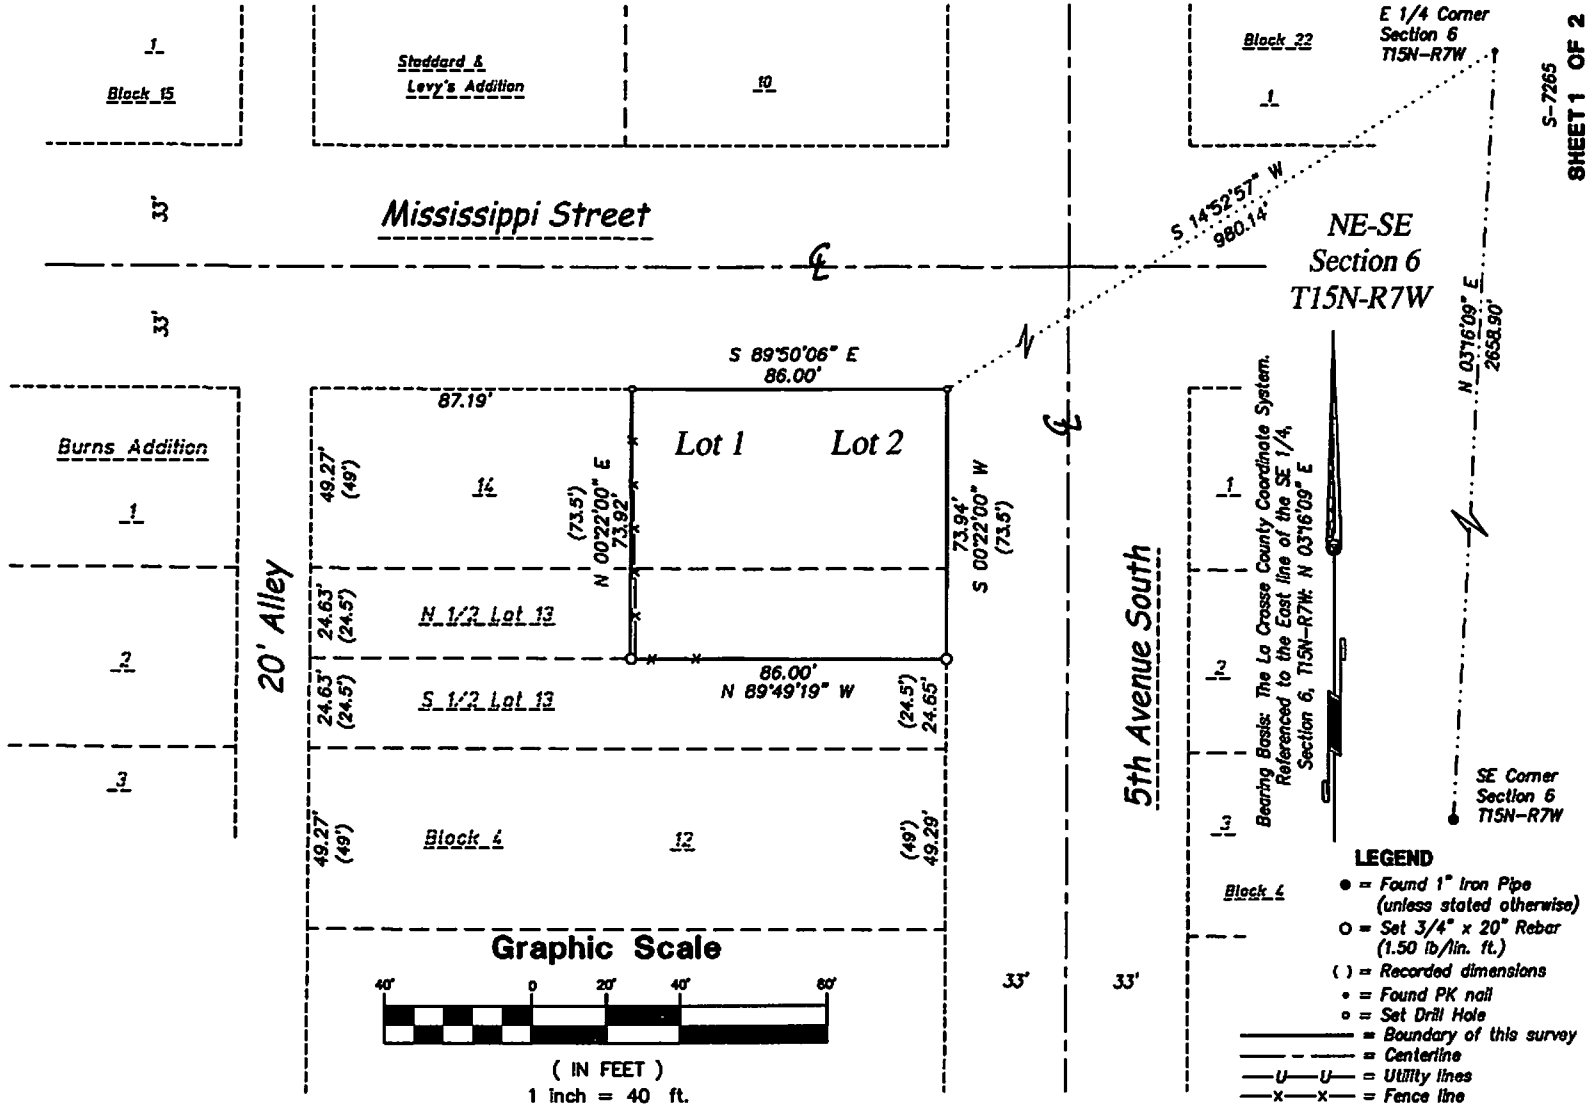 E 1/4 Corner
Section 6
T15N-R7W
S-7265
SHEET 1 OF 2
1
Block 15
Stoddard &
Levy's Addition
10
Block 22
1
33'
Mississippi Street
S 14°52'57" W
980.14'
NE-SE
Section 6
T15N-R7W
33'
N 03°16'09" E
2658.90'
S 89°50'06" E
86.00'
87.19'
Burns Addition
1
49.27'
(49')
14
(73.5')
N 00°22'00" E
73.92'
Lot 1
Lot 2
73.94'
S 00°22'00" W
(73.5')
1
Bearing Basis: The La Crosse County Coordinate System.
Referenced to the East line of the SE 1/4,
Section 6, T15N-R7W: N 03°16'09" E
20' Alley
24.63'
(24.5')
N 1/2 Lot 13
5th Avenue South
2
24.63'
(24.5')
S 1/2 Lot 13
86.00'
N 89°49'19" W
(24.5')
24.65'
2
3
49.27'
(49')
Block 4
12
(49')
49.29'
3
Block 4
SE Corner
Section 6
T15N-R7W
Graphic Scale
40' 0 20' 40' 80'
( IN FEET )
1 inch = 40 ft.
33'
33'
LEGEND
= Found 1" Iron Pipe
(unless stated otherwise)
= Set 3/4" x 20" Rebar
(1.50 lb/lin. ft.)
( ) = Recorded dimensions
= Found PK nail
= Set Drill Hole
= Boundary of this survey
= Centerline
U U = Utility lines
x x = Fence line